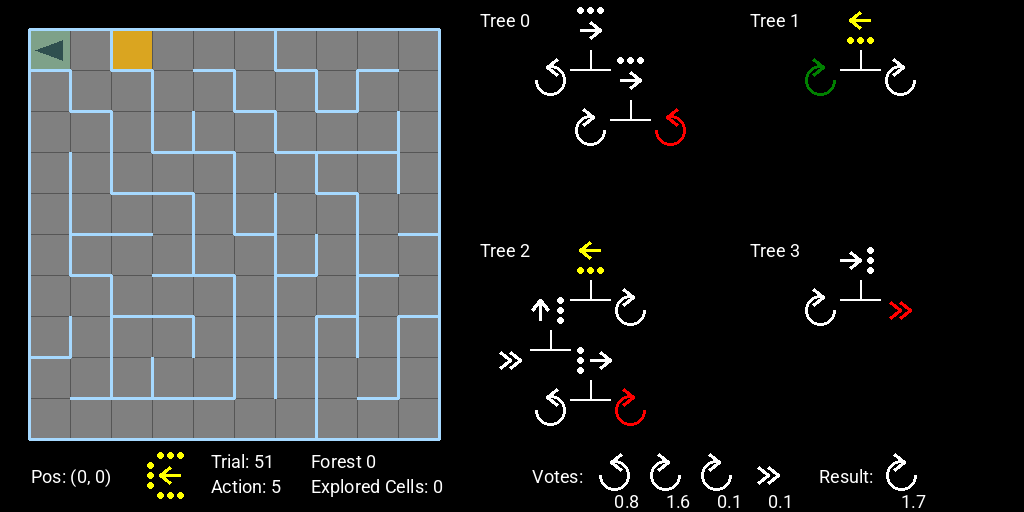 Tree 0
Tree 1
Tree 2
Tree 3
Pos: (0, 0)
Trial: 51
Forest 0
Action: 5
Explored Cells: 0
Votes:
0.8
1.6
0.1
0.1
Result:
1.7